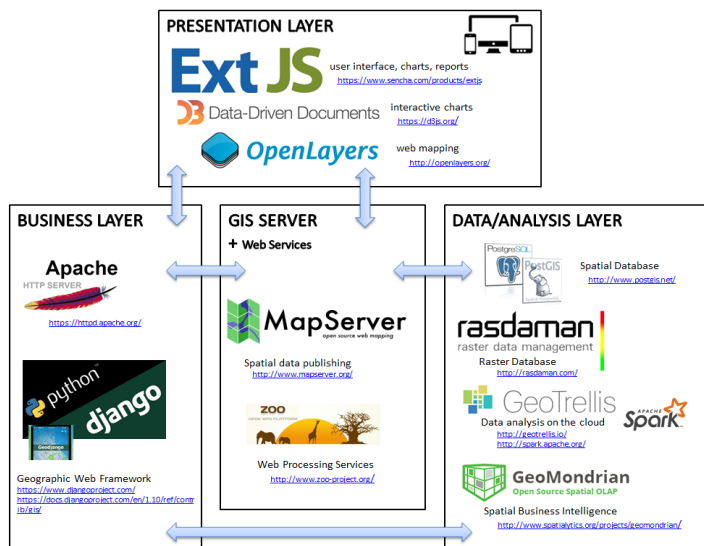 PRESENTATION LAYER
Ext JS
user interface, charts, reports
https://www.sencha.com/products/extjs
D3 Data-Driven Documents
interactive charts
https://d3js.org/
OpenLayers
web mapping
http://openlayers.org/
BUSINESS LAYER
Apache
HTTP SERVER
https://httpd.apache.org/
python
django
Geodjango
Geographic Web Framework
https://www.djangoproject.com/
https://docs.djangoproject.com/en/1.10/ref/contr
ib/gis/
GIS SERVER
+ Web Services
MapServer
open source web mapping
Spatial data publishing
http://www.mapserver.org/
ZOO
OPEN WPS PLATFORM
Web Processing Services
http://www.zoo-project.org/
DATA/ANALYSIS LAYER
PostgreSQL
PostGIS
Spatial Database
http://www.postgis.net/
rasdaman
raster data management
Raster Database
http://rasdaman.com/
GeoTrellis
APACHE
Spark
Data analysis on the cloud
http://geotrellis.io/
http://spark.apache.org/
GeoMondrian
Open Source Spatial OLAP
Spatial Business Intelligence
http://www.spatialytics.org/projects/geomondrian/